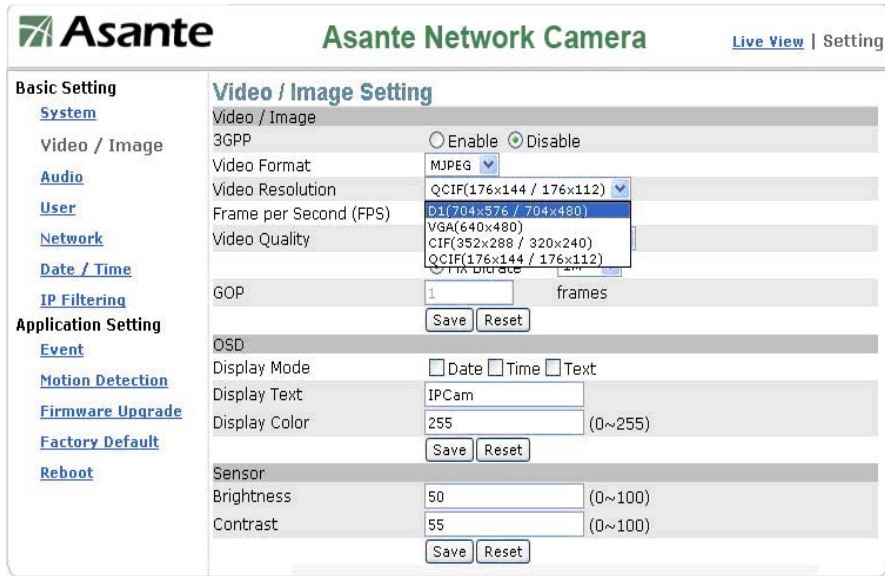 Asante
Asante Network Camera
Live View | Setting
Basic Setting
System
Video / Image
Audio
User
Network
Date / Time
IP Filtering
Application Setting
Event
Motion Detection
Firmware Upgrade
Factory Default
Reboot
Video / Image Setting
Video / Image
3GPP Enable Disable
Video Format MJPEG
Video Resolution QCIF(176x144 / 176x112)
D1(704x576 / 704x480)
VGA(640x480)
CIF(352x288 / 320x240)
QCIF(176x144 / 176x112)
Frame per Second (FPS)
Video Quality
Fix Bitrate 1M
GOP 1 frames
Save Reset
OSD
Display Mode Date Time Text
Display Text IPCam
Display Color 255 (0~255)
Save Reset
Sensor
Brightness 50 (0~100)
Contrast 55 (0~100)
Save Reset